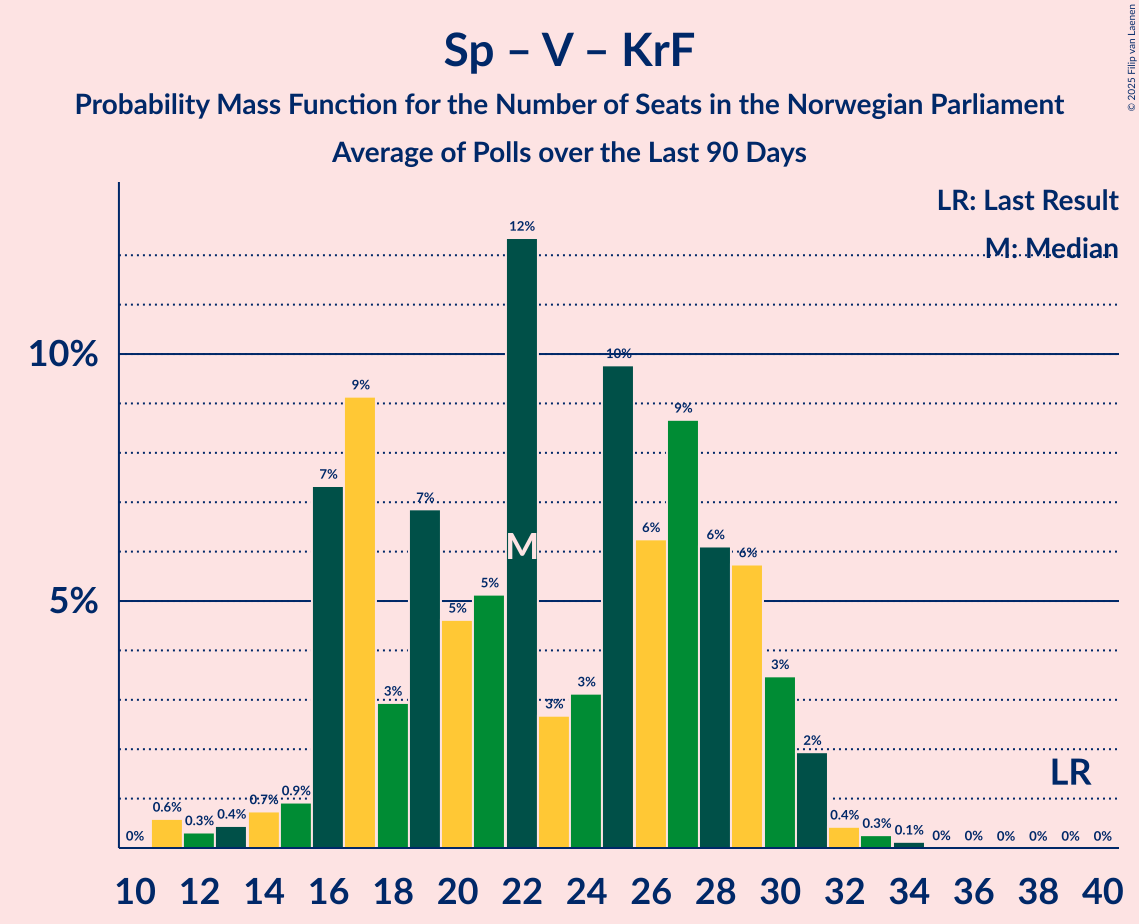 Sp – V – KrF
Probability Mass Function for the Number of Seats in the Norwegian Parliament
Average of Polls over the Last 90 Days
© 2025 Filip van Laenen
LR: Last Result
M: Median
10%
5%
0% 0.6% 0.3% 0.4% 0.7% 0.9% 7% 9% 3% 7% 5% 5% 12% 3% 3% 10% 6% 9% 6% 6% 3% 2% 0.4% 0.3% 0.1% 0% 0% 0% 0% 0% 0%
M
LR
10 12 14 16 18 20 22 24 26 28 30 32 34 36 38 40